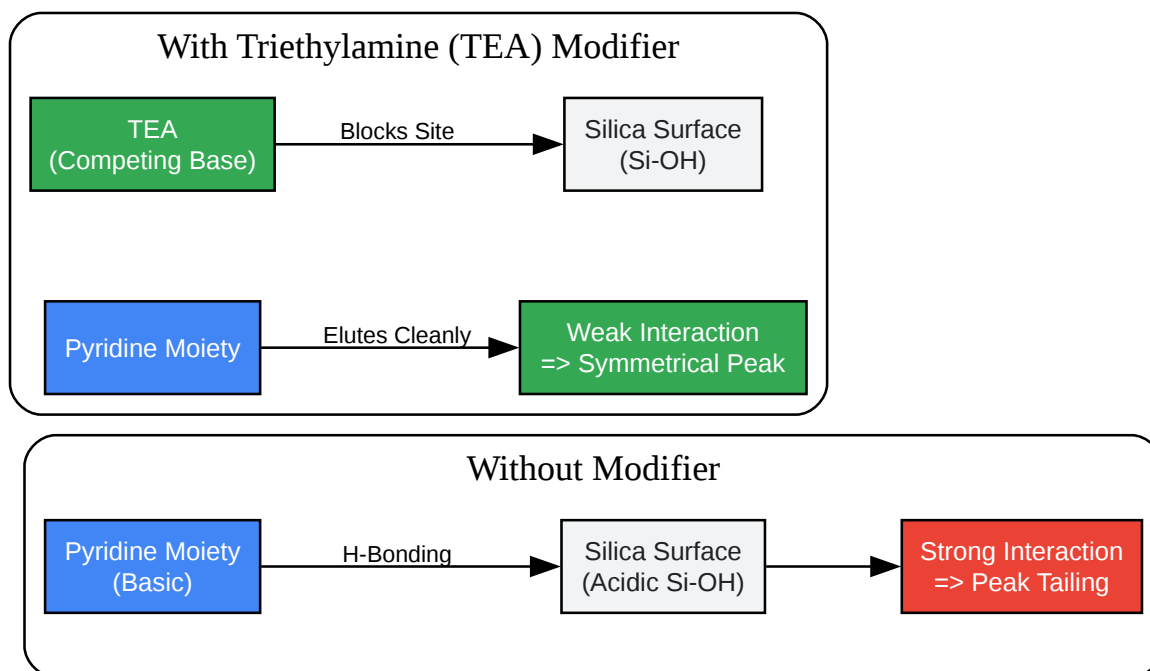 With Triethylamine (TEA) Modifier
TEA
(Competing Base)
Blocks Site
Silica Surface
(Si-OH)
Pyridine Moiety
Elutes Cleanly
Weak Interaction
=> Symmetrical Peak
Without Modifier
Pyridine Moiety
(Basic)
H-Bonding
Silica Surface
(Acidic Si-OH)
Strong Interaction
=> Peak Tailing